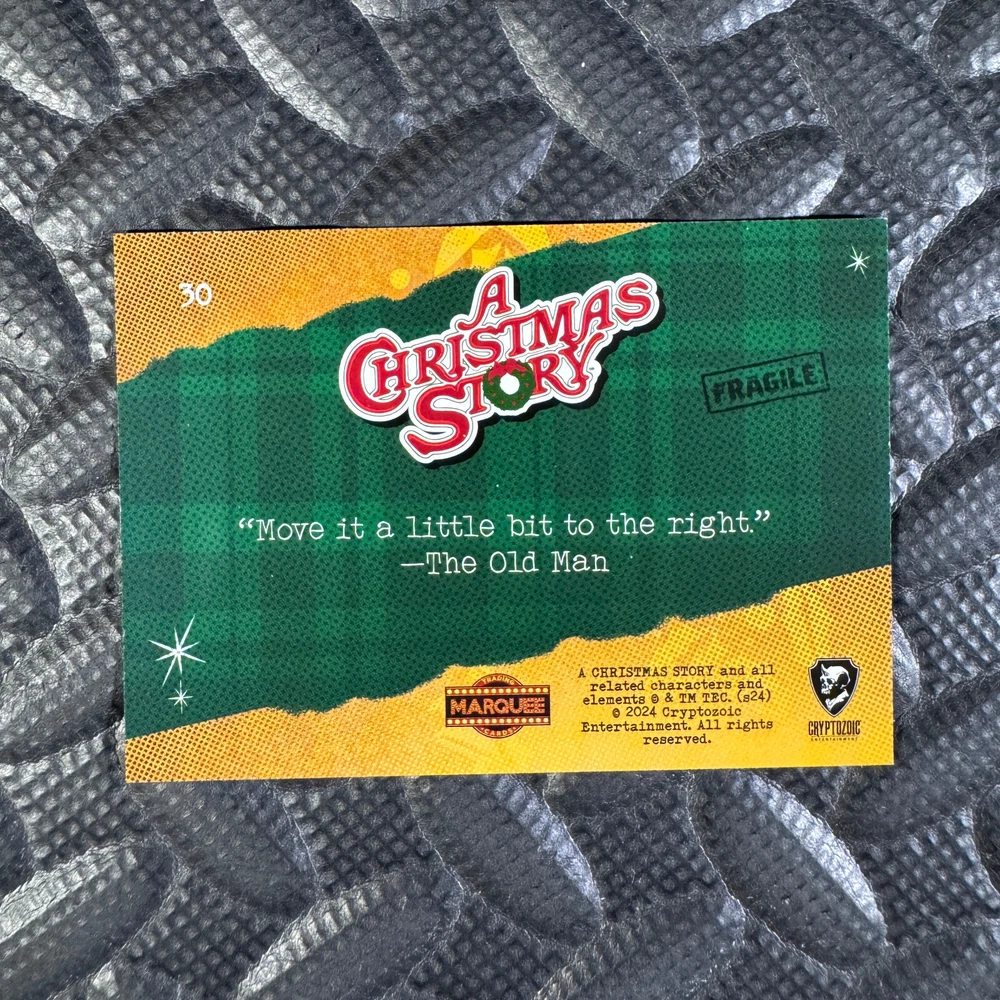 30
A
CHRISTMAS
STORY
FRAGILE
“Move it a little bit to the right.”
—The Old Man
TRADING
MARQUEE
CARDS
A CHRISTMAS STORY and all
related characters and
elements © & TM TEC. (s24)
© 2024 Cryptozoic
Entertainment. All rights
reserved.
CRYPTOZOIC
ENTERTAINMENT